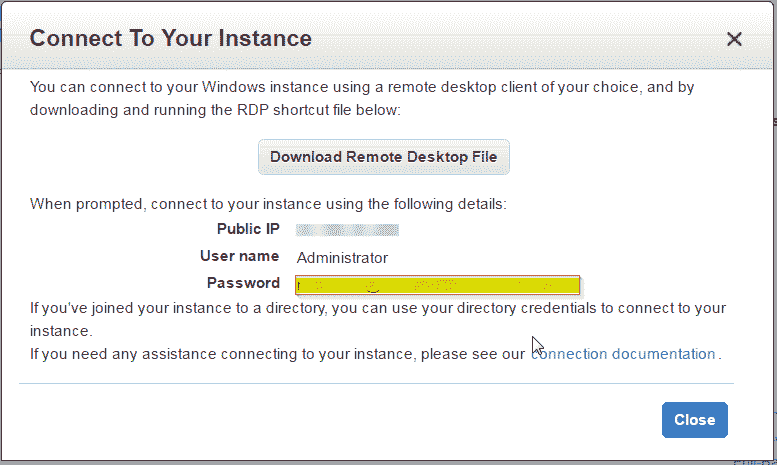 Connect To Your Instance
You can connect to your Windows instance using a remote desktop client of your choice, and by
downloading and running the RDP shortcut file below:
Download Remote Desktop File
When prompted, connect to your instance using the following details:
Public IP
User name Administrator
Password
If you've joined your instance to a directory, you can use your directory credentials to connect to your
instance.
If you need any assistance connecting to your instance, please see our connection documentation.
Close